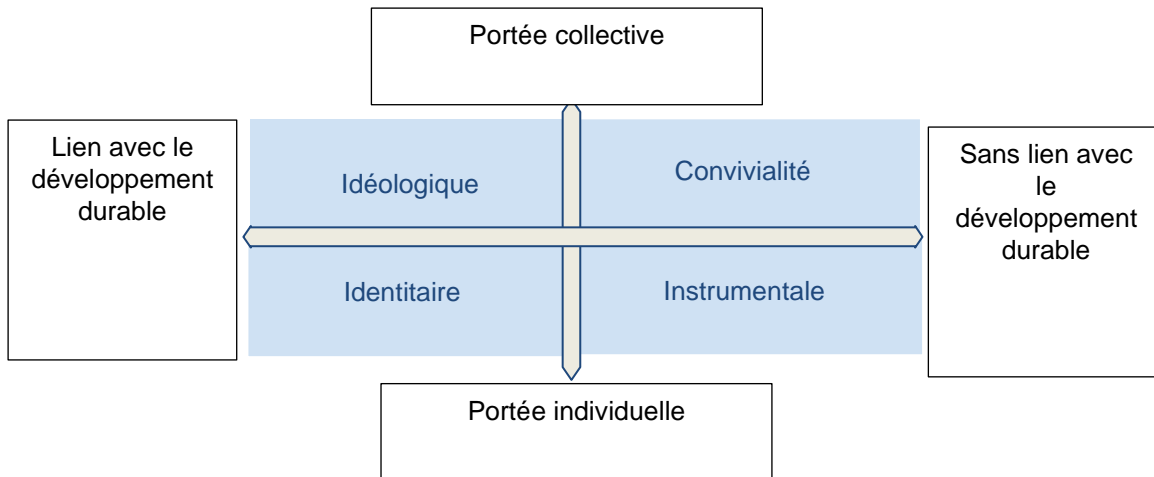 Portée collective
Lien avec le
développement
durable
Idéologique
Convivialité
Sans lien avec
le
développement
durable
Identitaire
Instrumentale
Portée individuelle